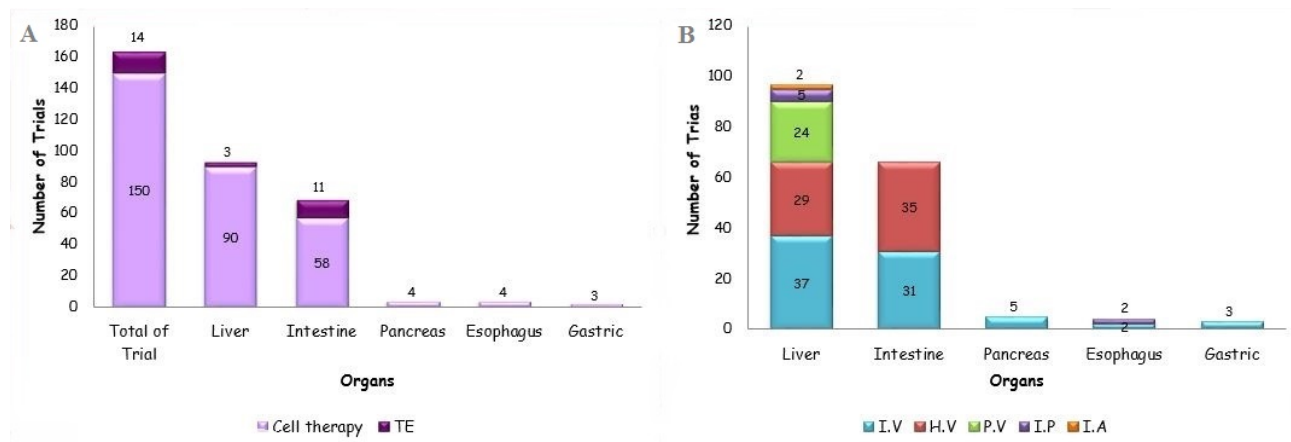 A
180
160
140
120
100
80
60
40
20
0
Number of Trials
14
150
3
90
11
58
4
4
3
Total of Trial
Liver
Intestine
Pancreas
Esophagus
Gastric
Organs
Cell therapy TE
B
120
100
80
60
40
20
0
Number of Trias
2
5
24
29
37
35
31
5
2
2
3
Liver
Intestine
Pancreas
Esophagus
Gastric
Organs
I.V H.V P.V I.P I.A